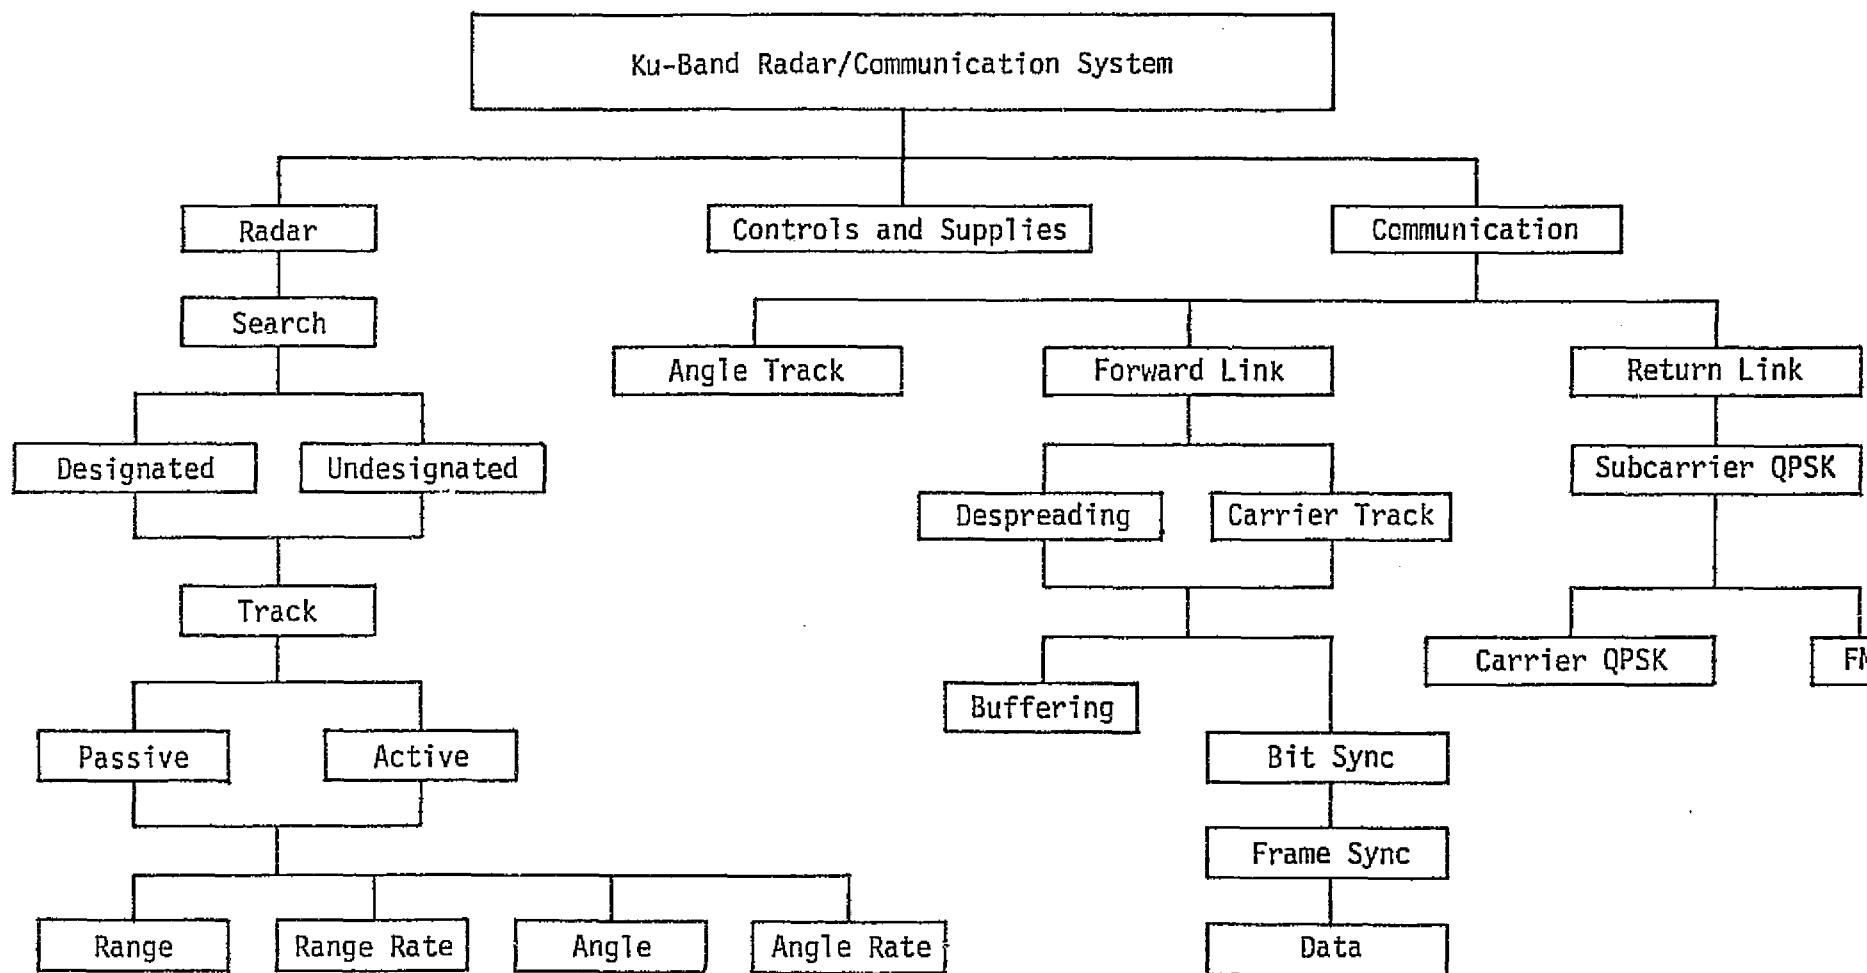 Ku-Band Radar/Communication System
Radar
Controls and Supplies
Communication
Search
Angle Track
Forward Link
Return Link
Designated
Undesignated
Subcarrier QPSK
Despreading
Carrier Track
Track
Carrier QPSK
FM
Buffering
Passive
Active
Bit Sync
Frame Sync
Range
Range Rate
Angle
Angle Rate
Data